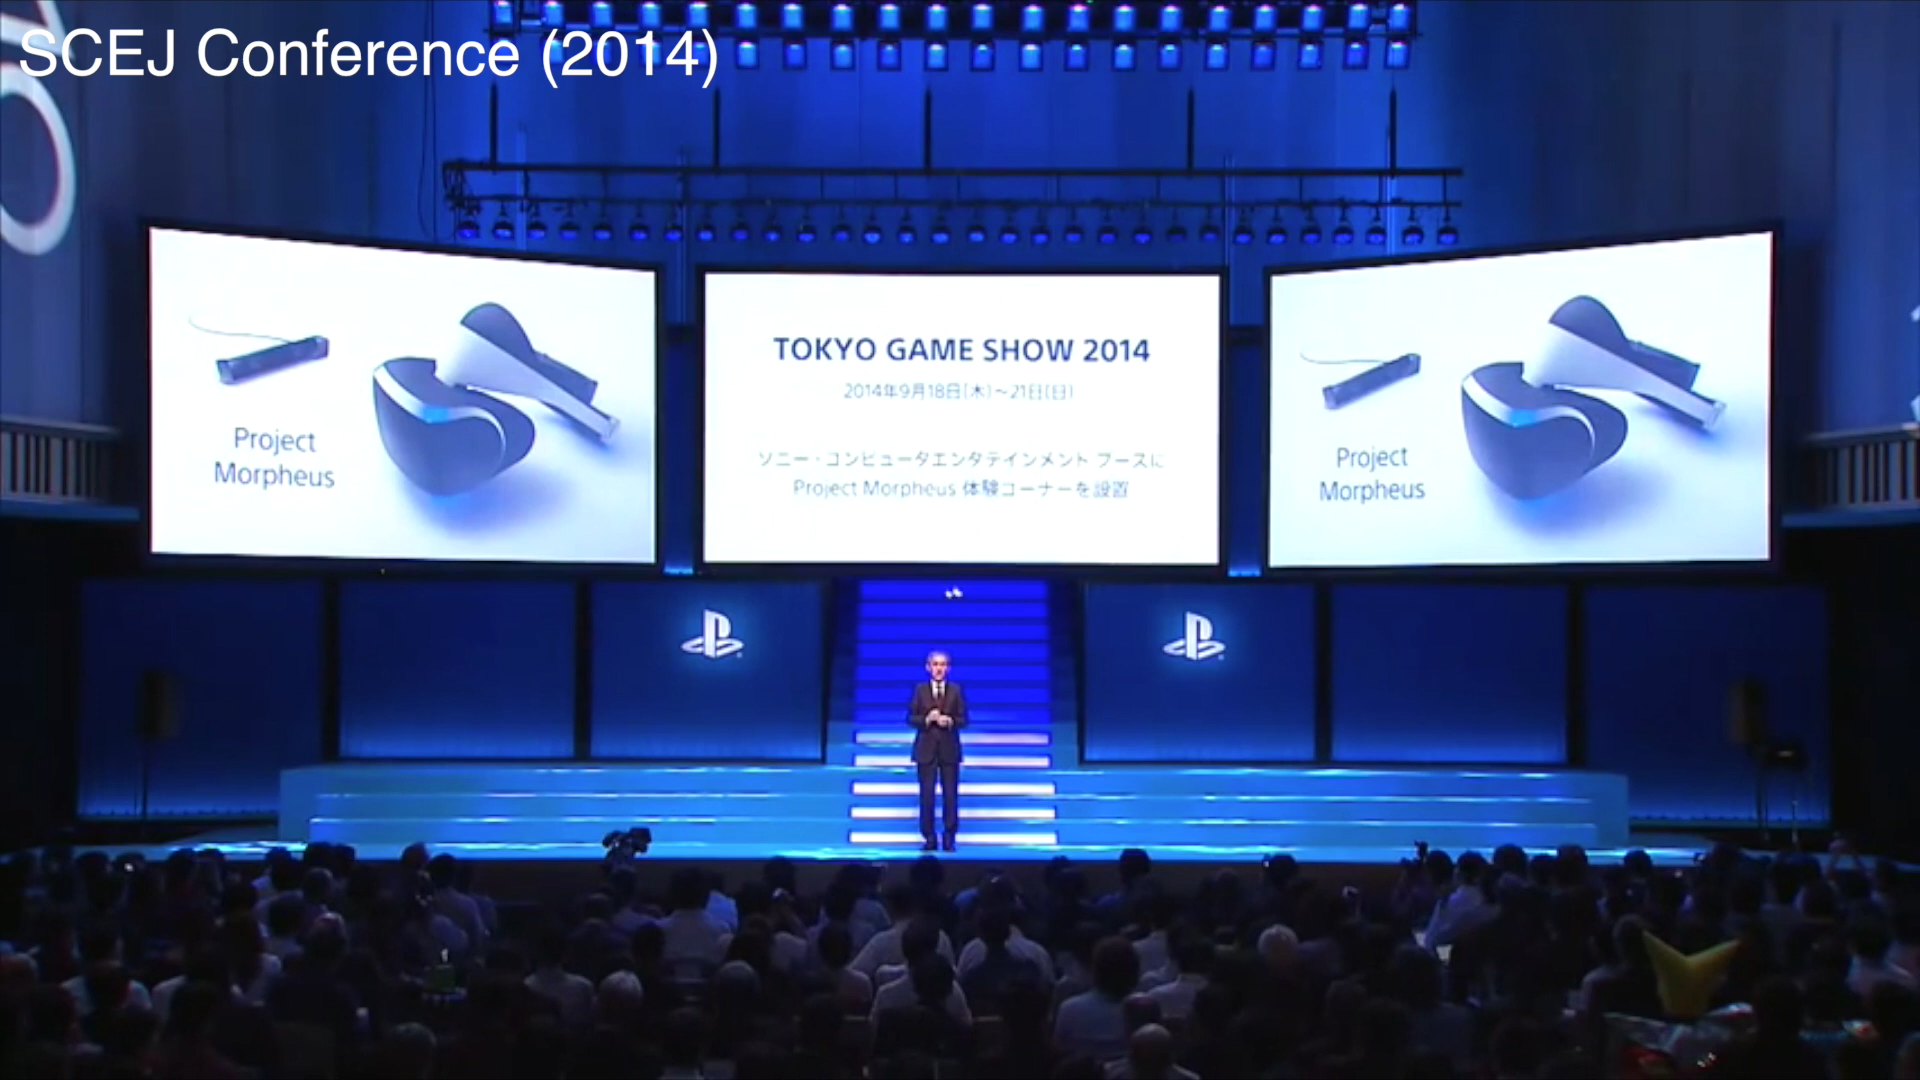 SCEJ Conference (2014)
Project
Morpheus
TOKYO GAME SHOW 2014
2014年9月18日(木)～21日(日)
ソニー・コンピュータエンタテインメント ブースに
Project Morpheus 体験コーナーを設置
Project
Morpheus